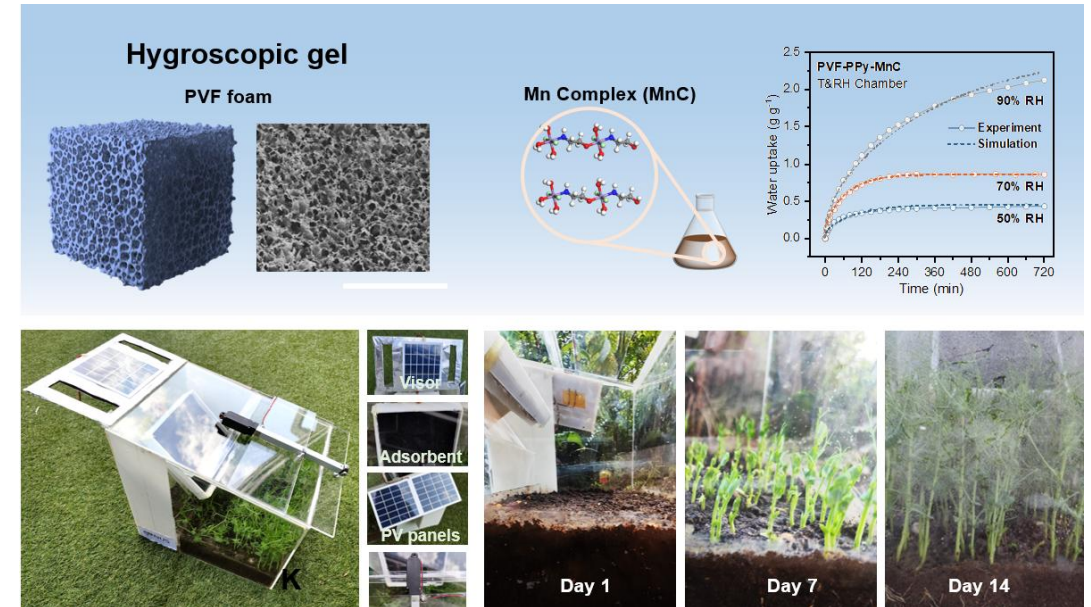 Hygroscopic gel
PVF foam
Mn Complex (MnC)
PVF-PPy-MnC
T&RH Chamber
90% RH
Experiment
Simulation
70% RH
50% RH
Water uptake (g g⁻¹)
2.5
2.0
1.5
1.0
0.5
0.0
0 120 240 360 480 600 720
Time (min)
K
Visor
Adsorbent
PV panels
Day 1
Day 7
Day 14